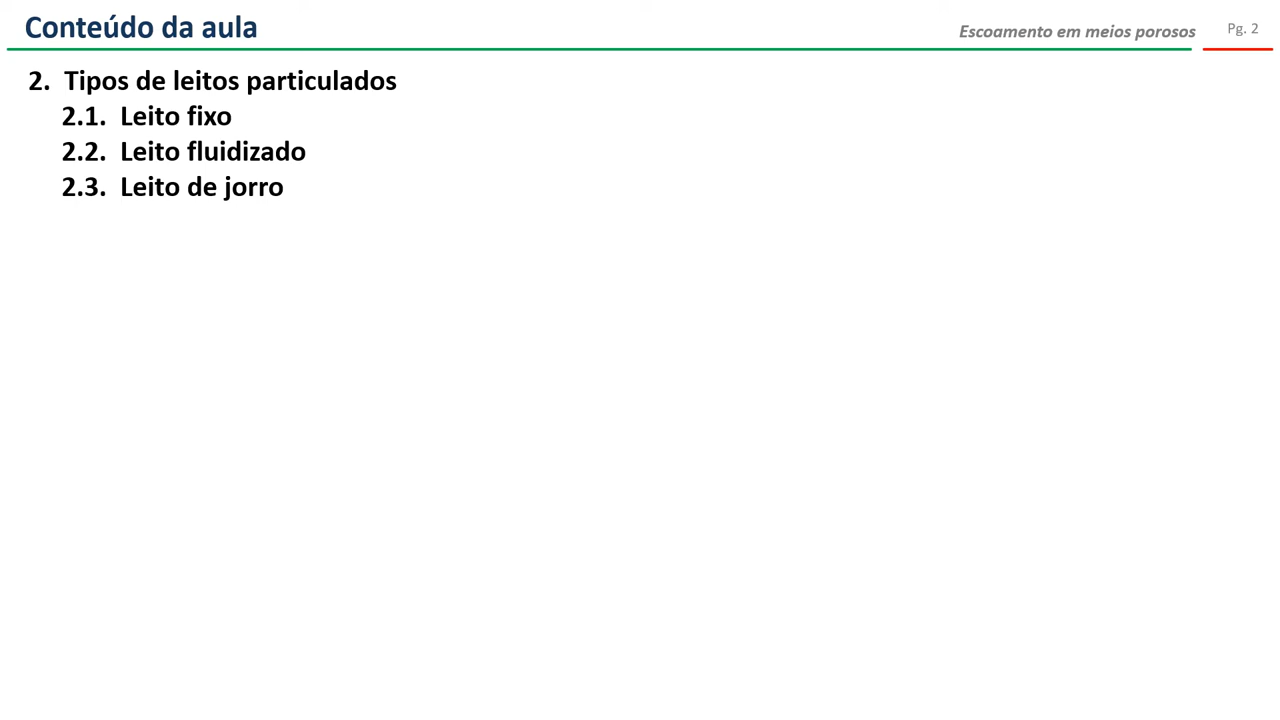 Conteúdo da aula
Escoamento em meios porosos
Pg. 2
2. Tipos de leitos particulados
2.1. Leito fixo
2.2. Leito fluidizado
2.3. Leito de jorro